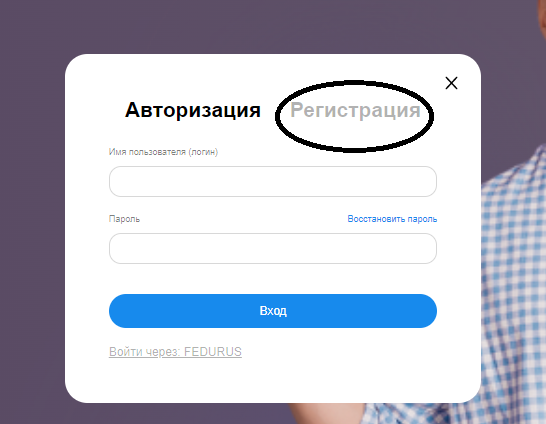 Авторизация Регистрация
Имя пользователя (логин)
Пароль Восстановить пароль
Вход
Войти через: FEDURUS